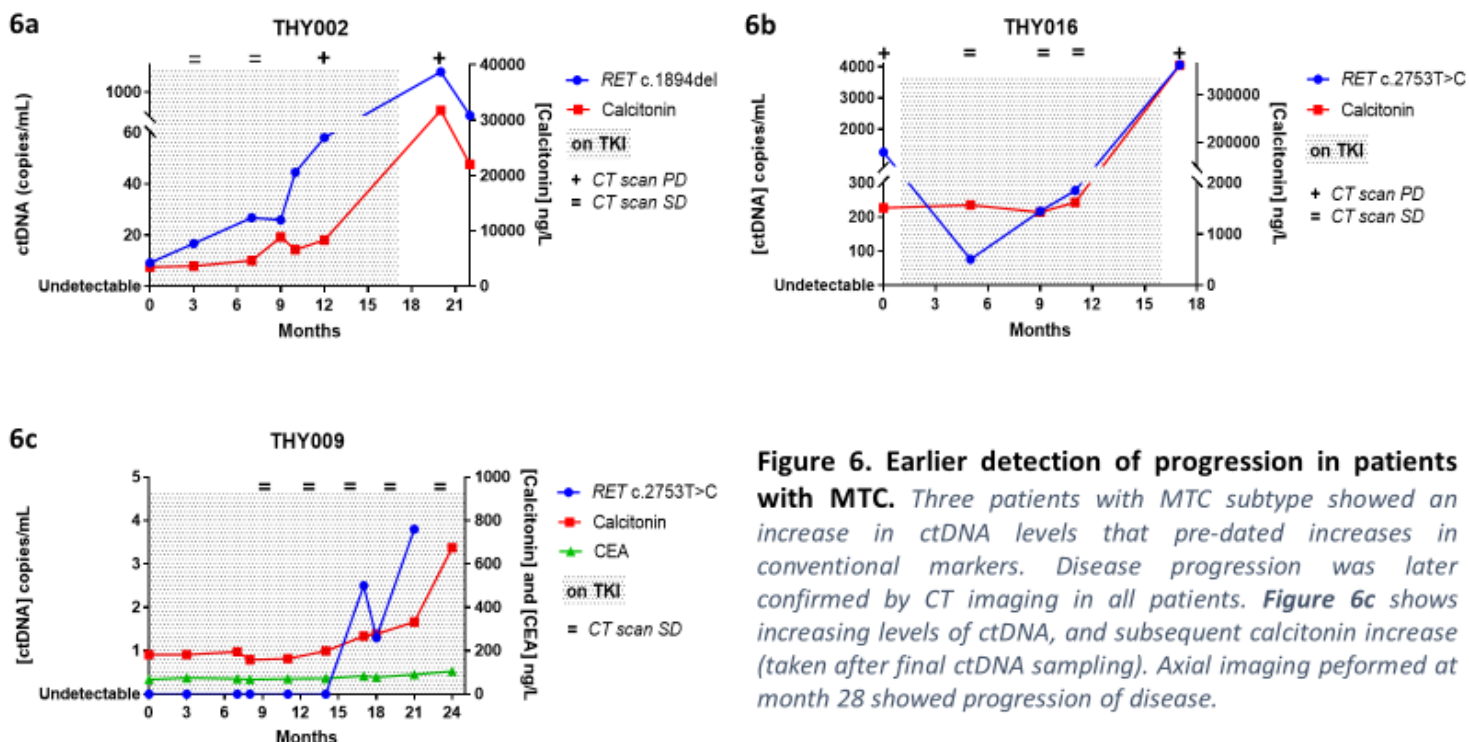 6a
THY002
= = + +
ctDNA (copies/mL)
1000
60
40
20
Undetectable
0 3 6 9 12 15 18 21
Months
40000
30000
20000
10000
0
[Calcitonin] ng/L
RET c.1894del
Calcitonin
on TKI
+ CT scan PD
= CT scan SD
6b
THY016
+ = = = +
[ctDNA] copies/mL
4000
3000
2000
300
200
100
Undetectable
0 3 6 9 12 15 18
Months
300000
200000
2000
1000
0
[Calcitonin] ng/L
RET c.2753T>C
Calcitonin
on TKI
+ CT scan PD
= CT scan SD
6c
THY009
= = = = =
[ctDNA] copies/mL
5
4
3
2
1
Undetectable
0 3 6 9 12 15 18 21 24
Months
1000
800
600
400
200
0
[Calcitonin] and [CEA] ng/L
RET c.2753T>C
Calcitonin
CEA
on TKI
= CT scan SD
Figure 6. Earlier detection of progression in patients
with MTC. Three patients with MTC subtype showed an
increase in ctDNA levels that pre-dated increases in
conventional markers. Disease progression was later
confirmed by CT imaging in all patients. Figure 6c shows
increasing levels of ctDNA, and subsequent calcitonin increase
(taken after final ctDNA sampling). Axial imaging peformed at
month 28 showed progression of disease.